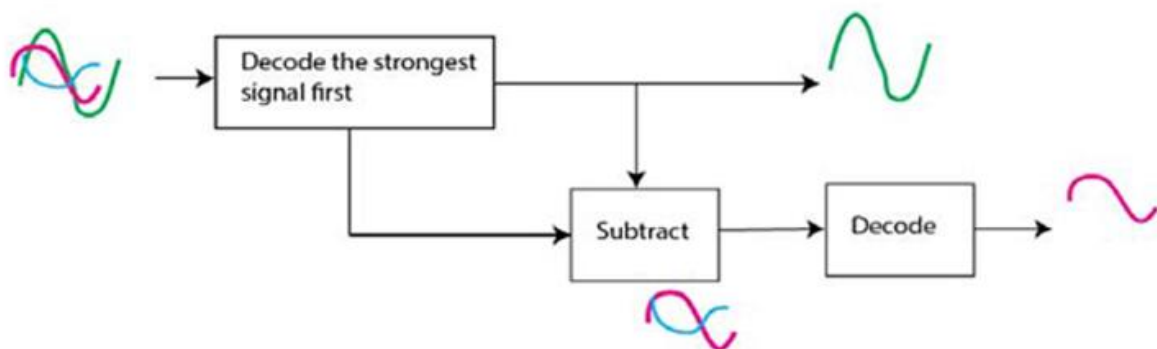 Decode the strongest
signal first
Subtract
Decode